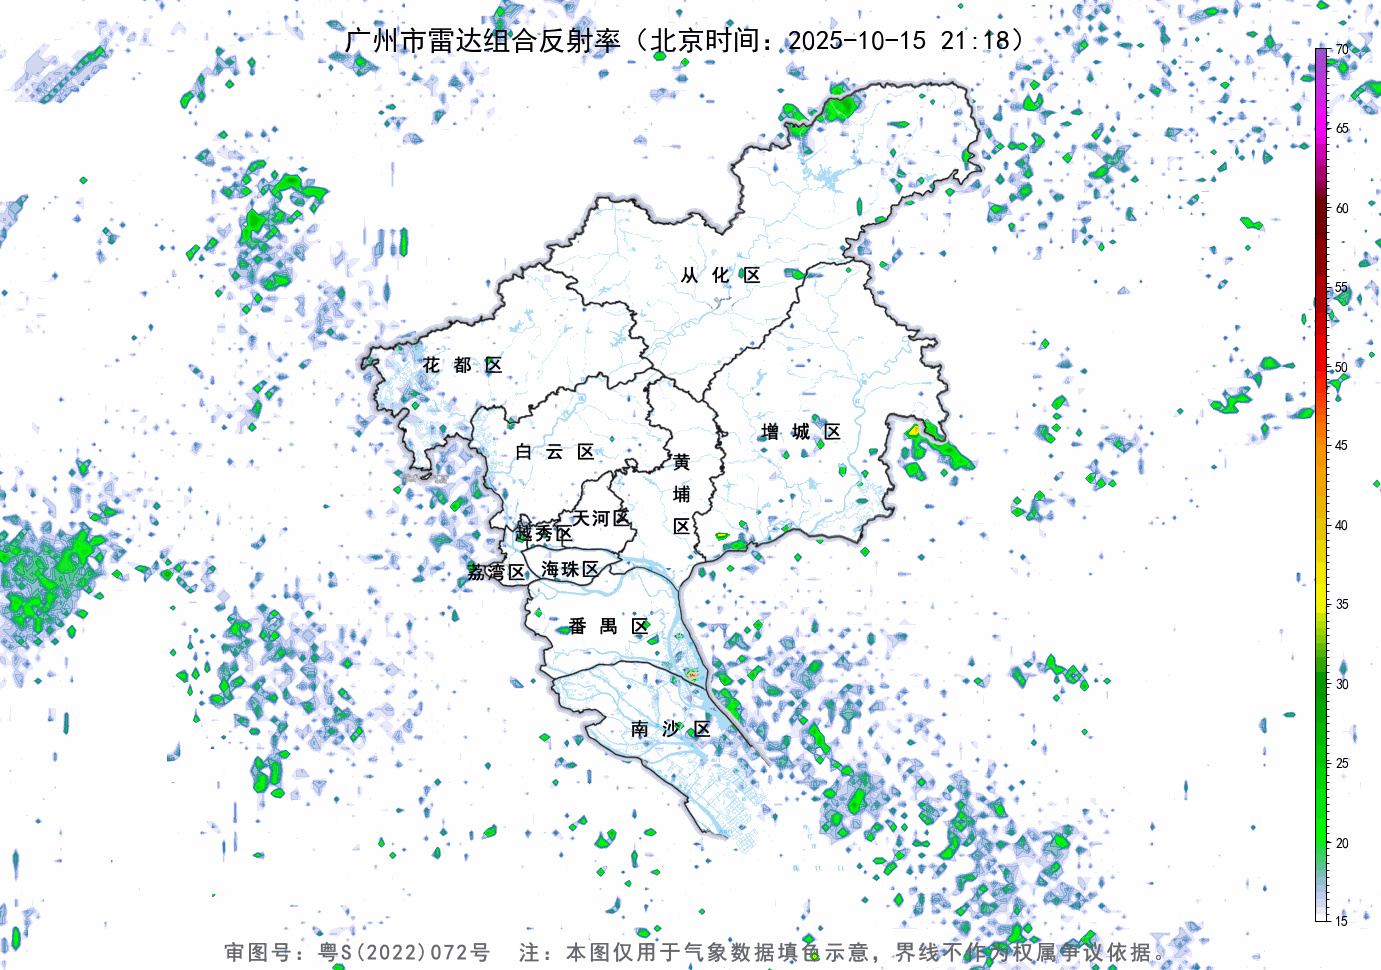 广州市雷达组合反射率（北京时间：2025-10-15 21:18）
70
65
60
55
50
45
40
35
30
25
20
15
从化区
花都区
增城区
白云区
黄埔区
天河区
越秀区
荔湾区
海珠区
番禺区
南沙区
审图号：粤S(2022)072号 注：本图仅用于气象数据填色示意，界线不作为权属争议依据。